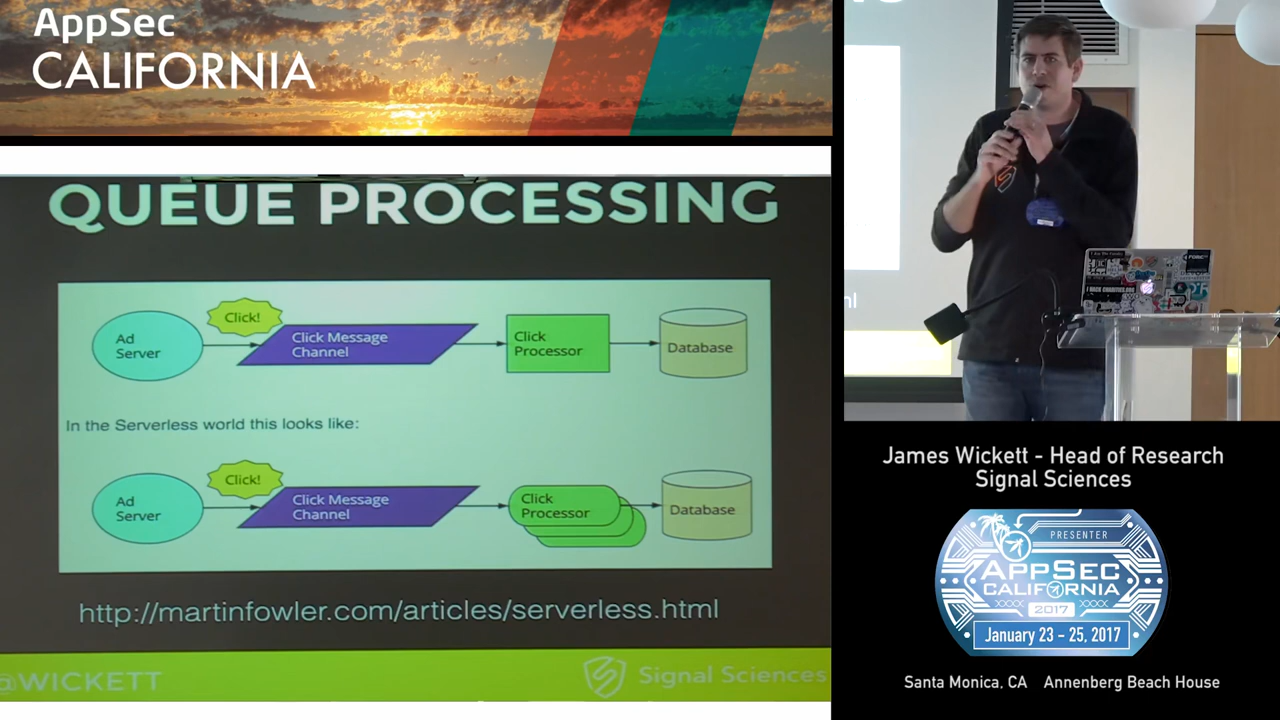 AppSec
CALIFORNIA
QUEUE PROCESSING
Click!
Ad
Server
Click Message
Channel
Click
Processor
Database
In the Serverless world this looks like:
Click!
Ad
Server
Click Message
Channel
Click
Processor
Database
http://martinfowler.com/articles/serverless.html
@WICKETT
Signal Sciences
James Wickett - Head of Research
Signal Sciences
PRESENTER
APPSEC
CALIFORNIA
2017
January 23 - 25, 2017
Santa Monica, CA Annenberg Beach House